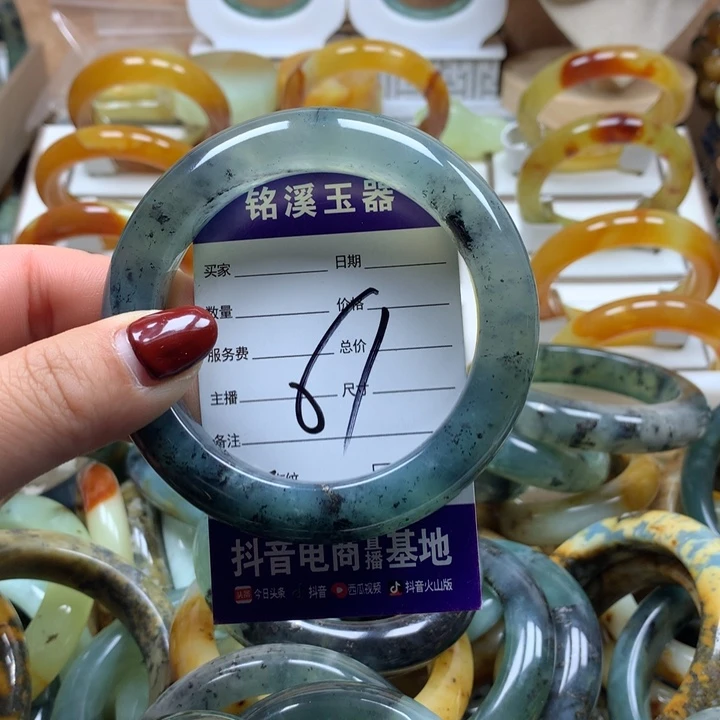 铭溪玉器
买家 日期
数量 价格
服务费 总价
主播 尺寸
备注
抖音电商直播基地
头条 今日头条 抖音 西瓜视频 抖音火山版